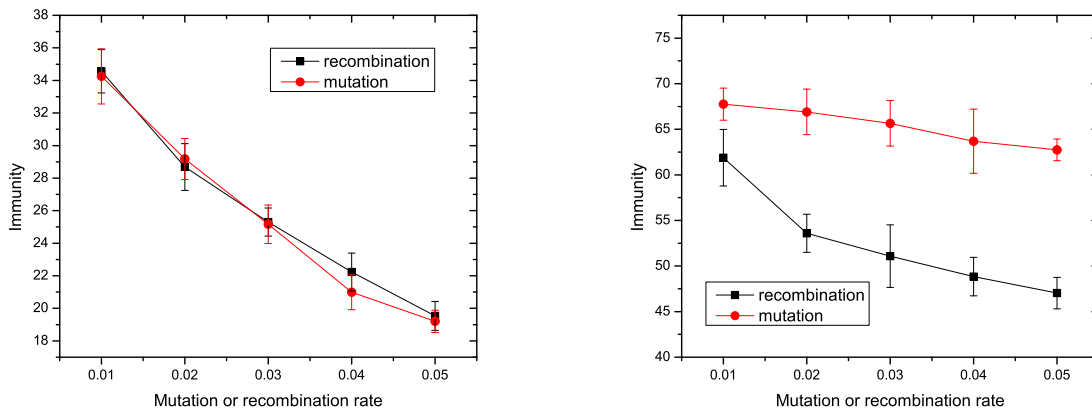 38
36
34
32
30
28
26
24
22
20
18
Immunity
recombination
mutation
0.01 0.02 0.03 0.04 0.05
Mutation or recombination rate
75
70
65
60
55
50
45
40
Immunity
recombination
mutation
0.01 0.02 0.03 0.04 0.05
Mutation or recombination rate